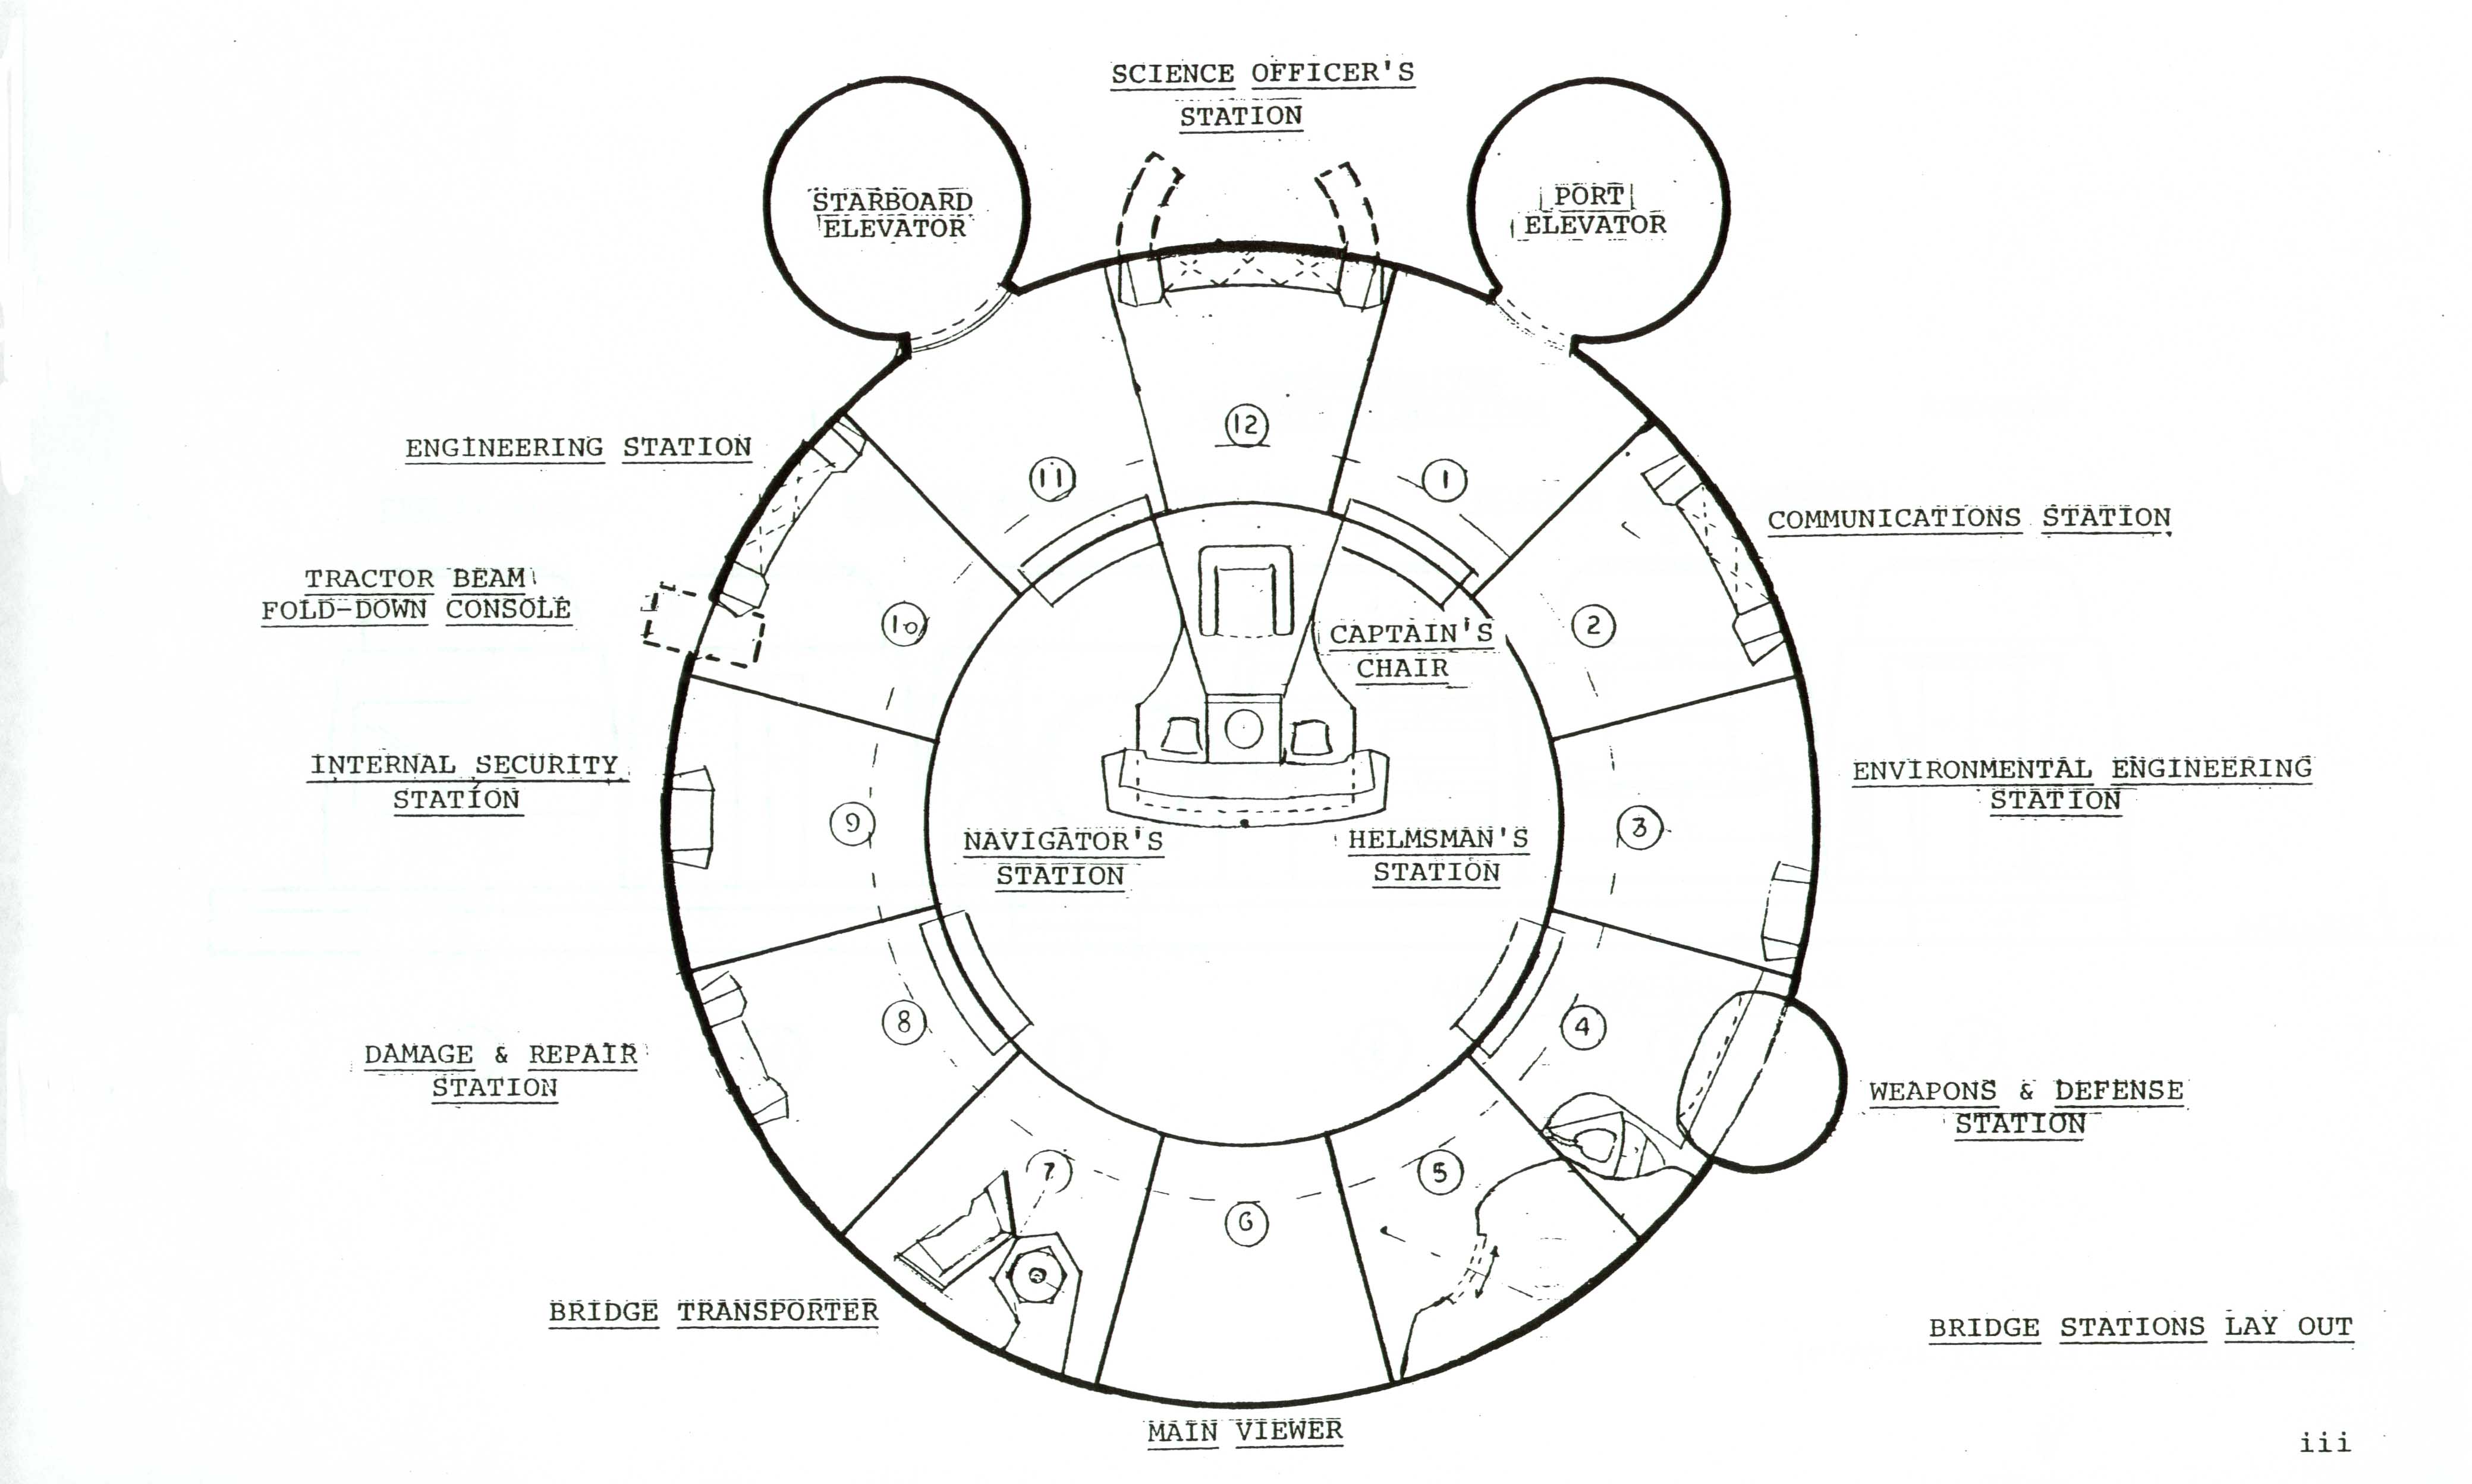 SCIENCE OFFICER'S
STATION
STARBOARD
ELEVATOR
PORT
ELEVATOR
12
11
1
ENGINEERING STATION
COMMUNICATIONS STATION
TRACTOR BEAM
FOLD-DOWN CONSOLE
10
2
CAPTAIN'S
CHAIR
INTERNAL SECURITY
STATION
ENVIRONMENTAL ENGINEERING
STATION
9
3
NAVIGATOR'S
STATION
HELMSMAN'S
STATION
8
4
DAMAGE & REPAIR
STATION
WEAPONS & DEFENSE
STATION
7
5
6
BRIDGE TRANSPORTER
BRIDGE STATIONS LAY OUT
MAIN VIEWER
iii